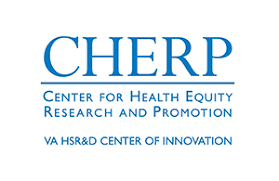 CHERP
CENTER FOR HEALTH EQUITY
RESEARCH AND PROMOTION
VA HSR&D CENTER OF INNOVATION